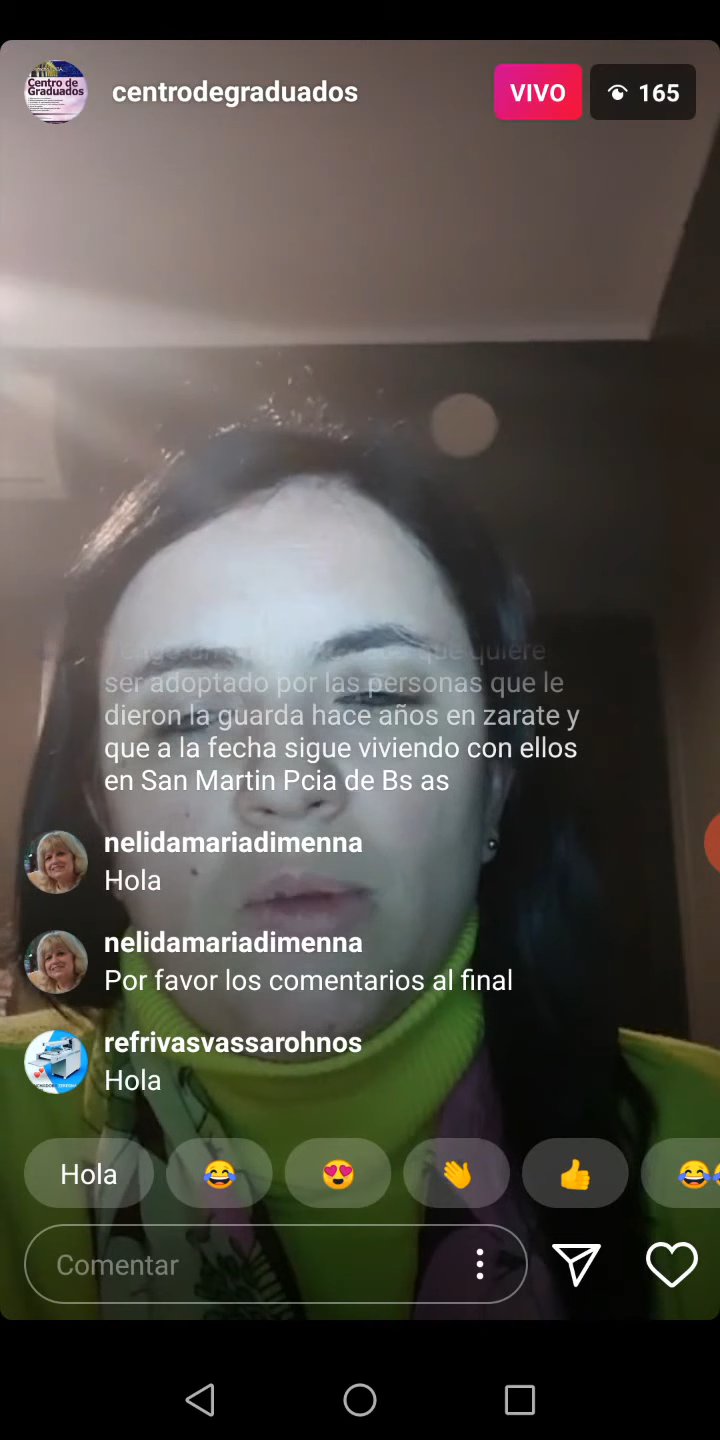 Centro de
Graduados
centrodegraduados
VIVO
165
que quiere
ser adoptado por las personas que le
dieron la guarda hace años en zarate y
que a la fecha sigue viviendo con ellos
en San Martin Pcia de Bs as
nelidamariadimenna
Hola
nelidamariadimenna
Por favor los comentarios al final
refrivasvassarohnos
Hola
Hola
Comentar